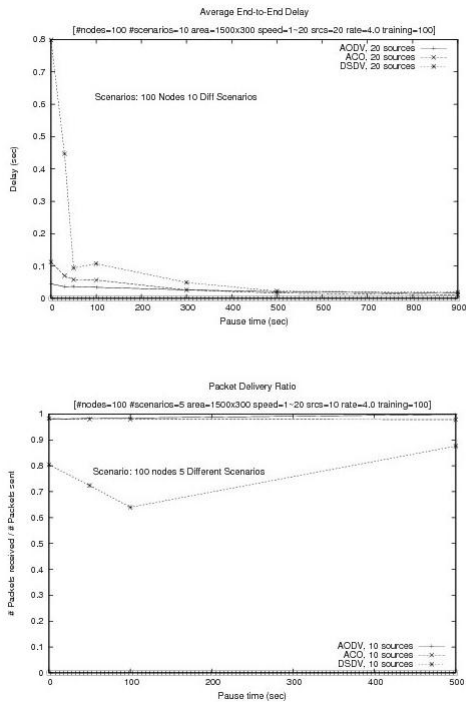 Average End-to-End Delay
[#nodes=100 #scenarios=10 area=1500x300 speed=1~20 srcs=20 rate=4.0 training=100]
AODV, 20 sources
ACO, 20 sources
DSDV, 20 sources
Scenarios: 100 Nodes 10 Diff Scenarios
Delay (sec)
0.8
0.7
0.6
0.5
0.4
0.3
0.2
0.1
0
0 100 200 300 400 500 600 700 800 900
Pause time (sec)
Packet Delivery Ratio
[#nodes=100 #scenarios=5 area=1500x300 speed=1~20 srcs=10 rate=4.0 training=100]
Scenario: 100 nodes 5 Different Scenarios
# Packets received / # Packets sent
1
0.9
0.8
0.7
0.6
0.5
0.4
0.3
0.2
0.1
0
AODV, 10 sources
ACO, 10 sources
DSDV, 10 sources
0 100 200 300 400 500
Pause time (sec)